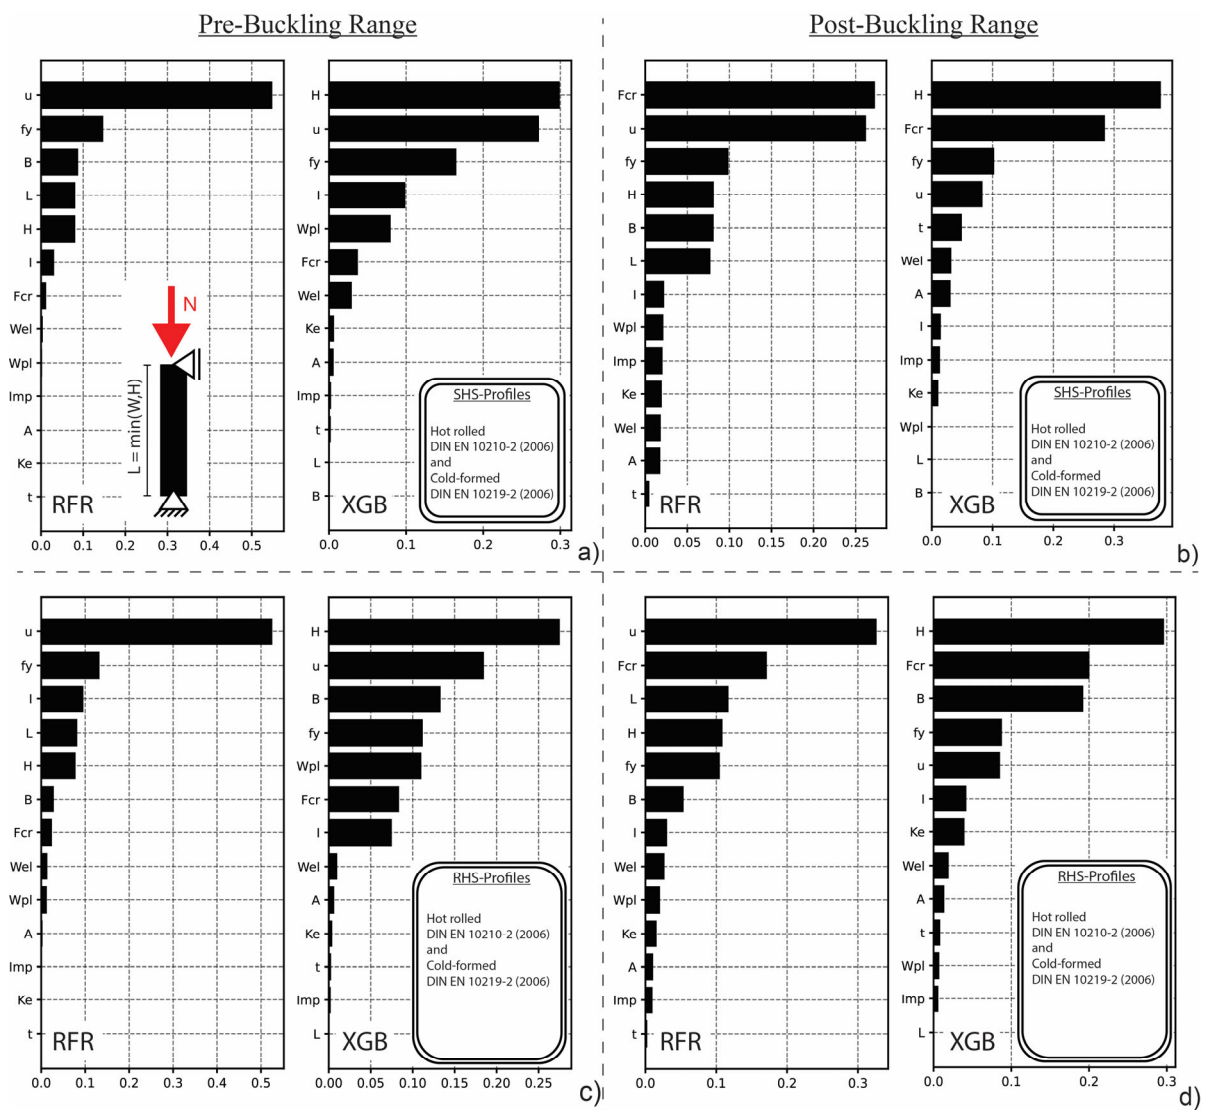 Pre-Buckling Range
Post-Buckling Range
u
fy
B
L
H
I
Fcr
Wel
Wpl
Imp
A
Ke
t
N
L = min(W,H)
RFR
0.0 0.1 0.2 0.3 0.4 0.5
H
u
fy
I
Wpl
Fcr
Wel
Ke
A
Imp
t
L
B
SHS-Profiles
Hot rolled
DIN EN 10210-2 (2006)
and
Cold-formed
DIN EN 10219-2 (2006)
XGB
0.0 0.1 0.2 0.3
a)
Fcr
u
fy
H
B
L
I
Wpl
Imp
Ke
Wel
A
t
RFR
0.00 0.05 0.10 0.15 0.20 0.25
H
Fcr
fy
u
t
Wel
A
I
Imp
Ke
Wpl
L
B
SHS-Profiles
Hot rolled
DIN EN 10210-2 (2006)
and
Cold-formed
DIN EN 10219-2 (2006)
XGB
0.0 0.1 0.2 0.3
b)
u
fy
I
L
H
B
Fcr
Wel
Wpl
A
Imp
Ke
t
RFR
0.0 0.1 0.2 0.3 0.4 0.5
H
u
B
fy
Wpl
Fcr
I
Wel
A
Ke
t
Imp
L
RHS-Profiles
Hot rolled
DIN EN 10210-2 (2006)
and
Cold-formed
DIN EN 10219-2 (2006)
XGB
0.00 0.05 0.10 0.15 0.20 0.25
c)
u
Fcr
L
H
fy
B
I
Wel
Wpl
Ke
A
Imp
t
RFR
0.0 0.1 0.2 0.3
H
Fcr
B
fy
u
I
Ke
Wel
A
t
Wpl
Imp
L
RHS-Profiles
Hot rolled
DIN EN 10210-2 (2006)
and
Cold-formed
DIN EN 10219-2 (2006)
XGB
0.0 0.1 0.2 0.3
d)